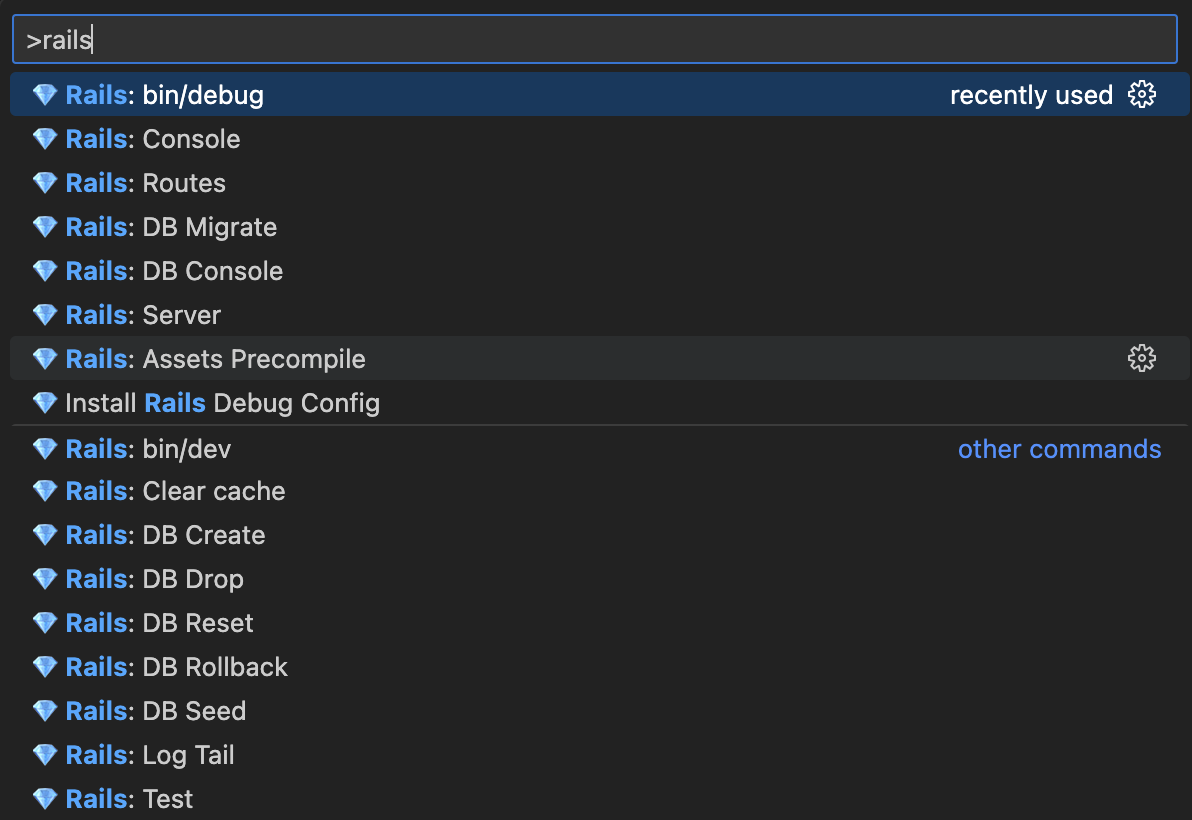 >rails
Rails: bin/debug recently used
Rails: Console
Rails: Routes
Rails: DB Migrate
Rails: DB Console
Rails: Server
Rails: Assets Precompile
Install Rails Debug Config
Rails: bin/dev other commands
Rails: Clear cache
Rails: DB Create
Rails: DB Drop
Rails: DB Reset
Rails: DB Rollback
Rails: DB Seed
Rails: Log Tail
Rails: Test